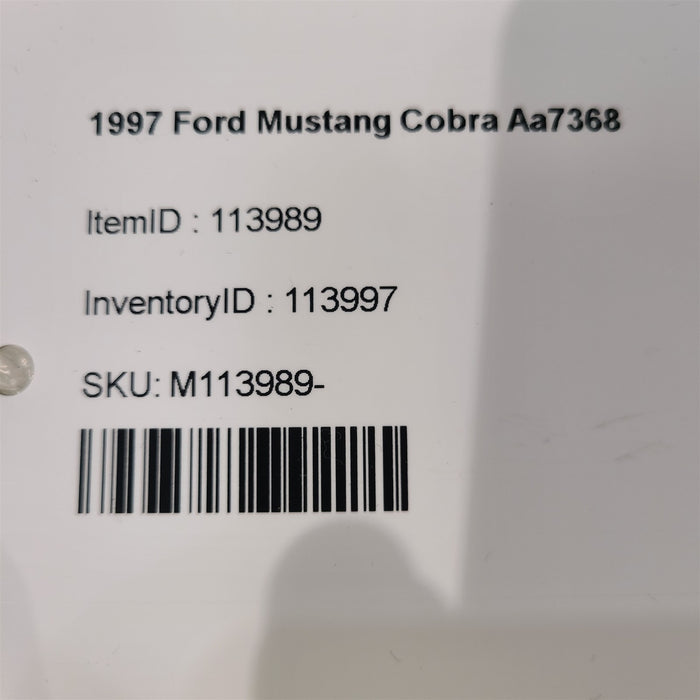 1997 Ford Mustang Cobra Aa7368
ItemID : 113989
InventoryID : 113997
SKU: M113989-